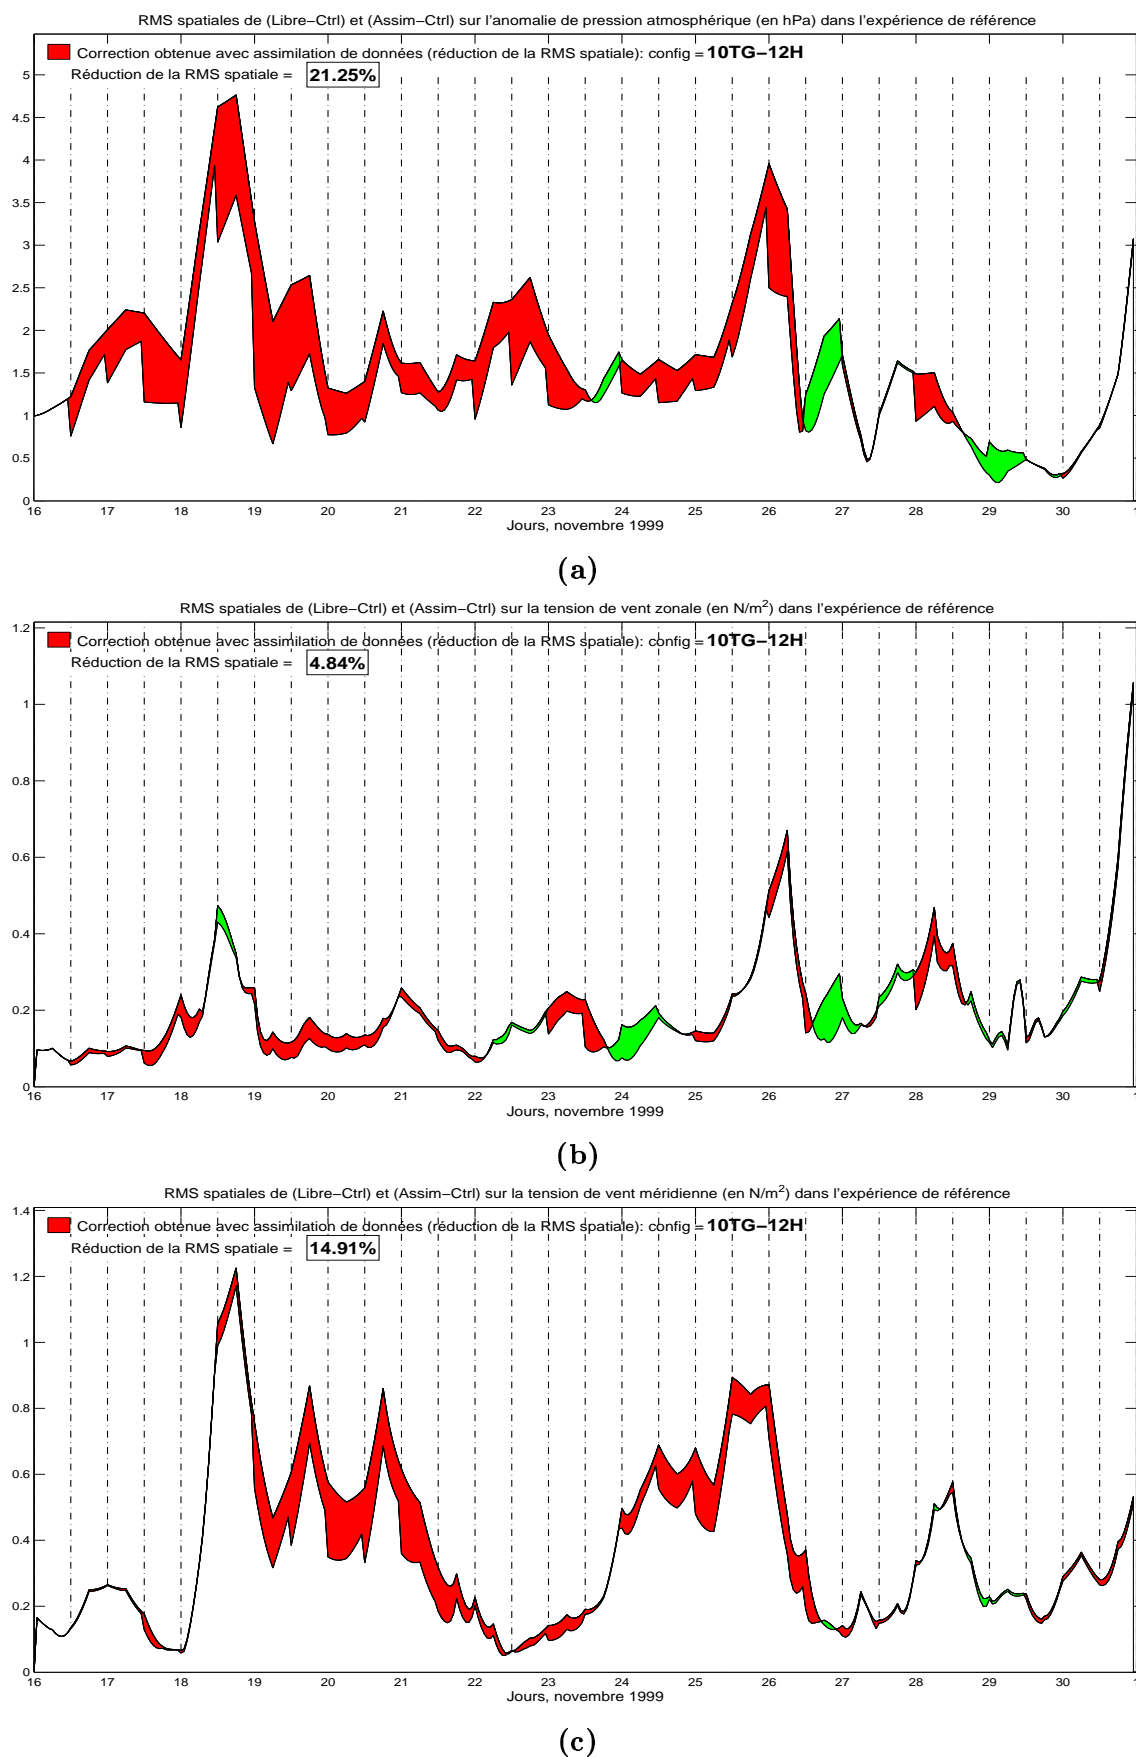 RMS spatiales de (Libre−Ctrl) et (Assim−Ctrl) sur l'anomalie de pression atmosphérique (en hPa) dans l'expérience de référence
Correction obtenue avec assimilation de données (réduction de la RMS spatiale): config = 10TG−12H
Réduction de la RMS spatiale = 21.25%
5
4.5
4
3.5
3
2.5
2
1.5
1
0.5
0
16 17 18 19 20 21 22 23 24 25 26 27 28 29 30 1
Jours, novembre 1999
(a)
RMS spatiales de (Libre−Ctrl) et (Assim−Ctrl) sur la tension de vent zonale (en N/m²) dans l'expérience de référence
1.2
Correction obtenue avec assimilation de données (réduction de la RMS spatiale): config = 10TG−12H
Réduction de la RMS spatiale = 4.84%
1
0.8
0.6
0.4
0.2
0
16 17 18 19 20 21 22 23 24 25 26 27 28 29 30 1
Jours, novembre 1999
(b)
RMS spatiales de (Libre−Ctrl) et (Assim−Ctrl) sur la tension de vent méridienne (en N/m²) dans l'expérience de référence
1.4
Correction obtenue avec assimilation de données (réduction de la RMS spatiale): config = 10TG−12H
Réduction de la RMS spatiale = 14.91%
1.2
1
0.8
0.6
0.4
0.2
0
16 17 18 19 20 21 22 23 24 25 26 27 28 29 30 1
Jours, novembre 1999
(c)